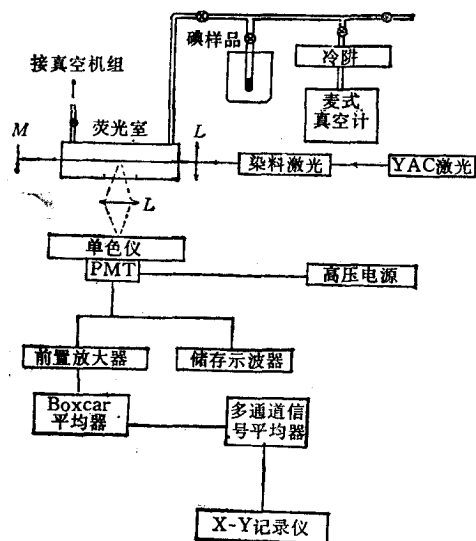 碘样品
接真空机组
冷阱
麦式
真空计
荧光室
M
L
染料激光
YAC激光
L
单色仪
PMT
高压电源
前置放大器
储存示波器
Boxcar
平均器
多通道信
号平均器
X-Y记录仪